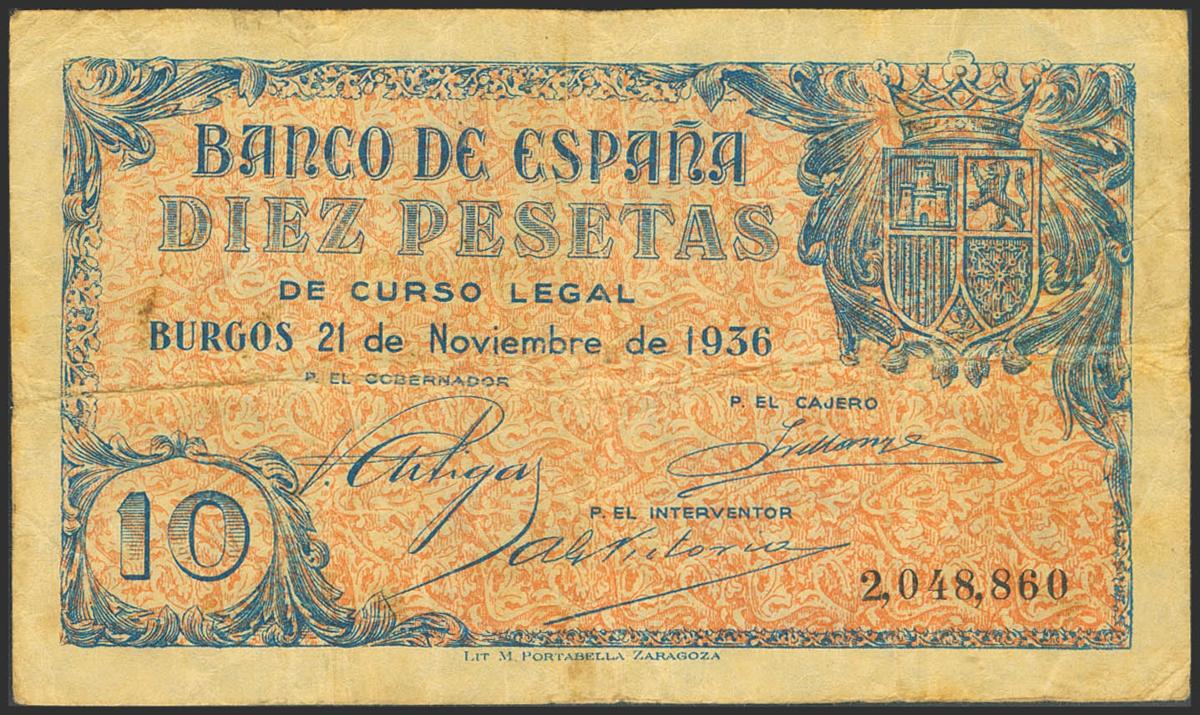 BANCO DE ESPAÑA
DIEZ PESETAS
DE CURSO LEGAL
BURGOS 21 de Noviembre de 1936
P. EL GOBERNADOR
P. EL CAJERO
P. EL INTERVENTOR
10
2,048,860
LIT M. PORTABELLA ZARAGOZA